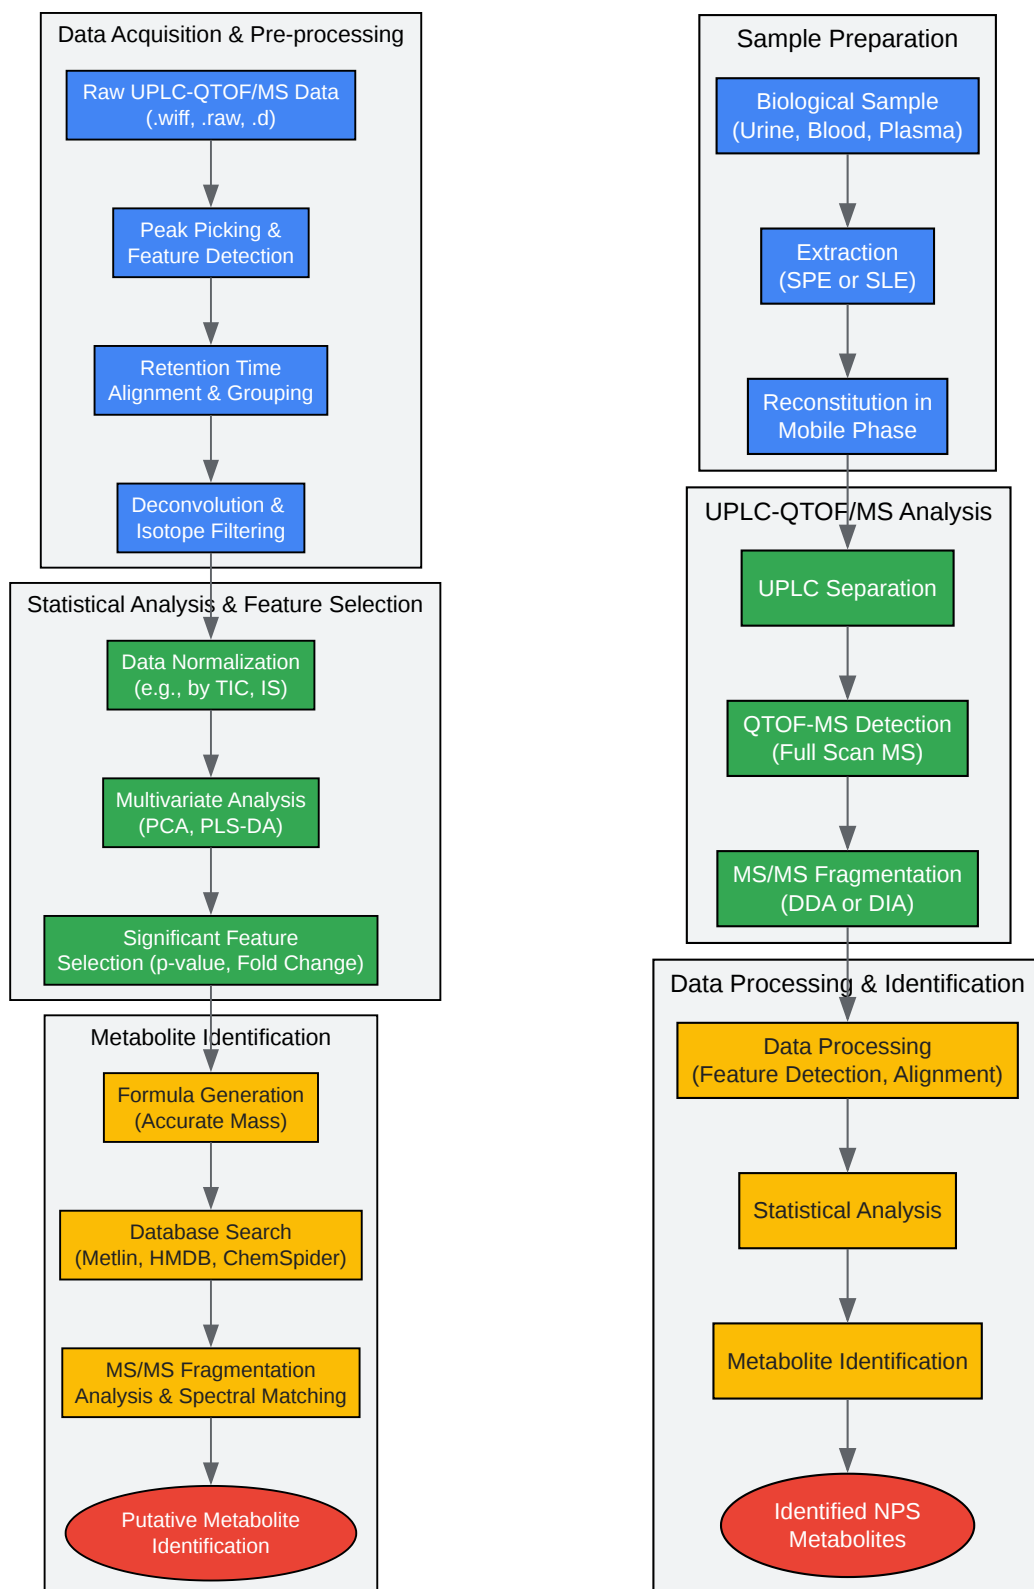 Data Acquisition & Pre-processing
Raw UPLC-QTOF/MS Data
(.wiff, .raw, .d)
Peak Picking &
Feature Detection
Retention Time
Alignment & Grouping
Deconvolution &
Isotope Filtering
Statistical Analysis & Feature Selection
Data Normalization
(e.g., by TIC, IS)
Multivariate Analysis
(PCA, PLS-DA)
Significant Feature
Selection (p-value, Fold Change)
Metabolite Identification
Formula Generation
(Accurate Mass)
Database Search
(Metlin, HMDB, ChemSpider)
MS/MS Fragmentation
Analysis & Spectral Matching
Putative Metabolite
Identification
Sample Preparation
Biological Sample
(Urine, Blood, Plasma)
Extraction
(SPE or SLE)
Reconstitution in
Mobile Phase
UPLC-QTOF/MS Analysis
UPLC Separation
QTOF-MS Detection
(Full Scan MS)
MS/MS Fragmentation
(DDA or DIA)
Data Processing & Identification
Data Processing
(Feature Detection, Alignment)
Statistical Analysis
Metabolite Identification
Identified NPS
Metabolites